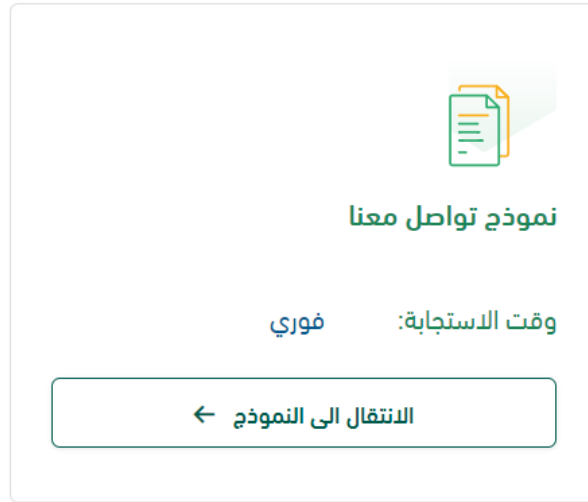 نموذج تواصل معنا
وقت الاستجابة: فوري
الانتقال الى النموذج ←